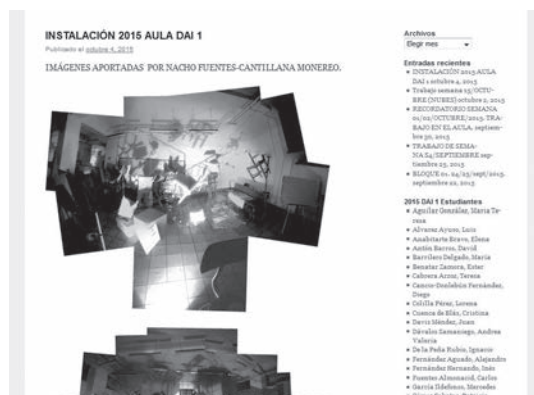 INSTALACIÓN 2015 AULA DAI 1
Publicado el octubre 4, 2015
IMÁGENES APORTADAS POR NACHO FUENTES-CANTILLANA MONEREO.
Archivos
Elegir mes
Entradas recientes
INSTALACIÓN 2015 AULA
DAI 1 octubre 4, 2015
Trabajo semana 15/OCTU-
BRE (NUBES) octubre 2, 2015
RECORDATORIO SEMANA
01/02/OCTUBRE/2015: TRA-
BAJO EN EL AULA. septiem-
bre 30, 2015
TRABAJO DE SEMA-
NA 24/SEPTIEMBRE sep-
tiembre 23, 2015
BLOQUE 01. 24/25/sept/2015.
septiembre 22, 2015
2015 DAI 1 Estudiantes
Aguilar González, Maria Te-
resa
Alvarez Ayuso, Luis
Anabitarte Bravo, Elena
Antón Barros, David
Barrilero Delgado, María
Benatar Zamora, Ester
Cabrera Arnz, Teresa
Cancio-Donlebún Fernández,
Diego
Colilla Pérez, Lorena
Cuenca de Blás, Cristina
Davis Méndez, Juan
Dávalos Samaniego, Andrea
Valeria
De la Peña Rubio, Ignacio
Fernández Aguado, Alejandro
Fernández Hernando, Inés
Fuentes Almonacid, Carlos
García Ildefonso, Mercedes